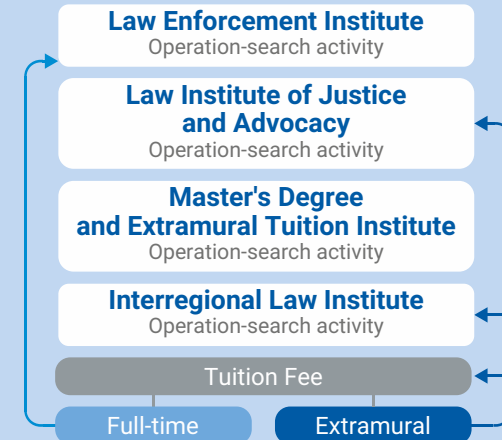 Law Enforcement Institute
Operation-search activity
Law Institute of Justice
and Advocacy
Operation-search activity
Master's Degree
and Extramural Tuition Institute
Operation-search activity
Interregional Law Institute
Operation-search activity
Tuition Fee
Full-time
Extramural